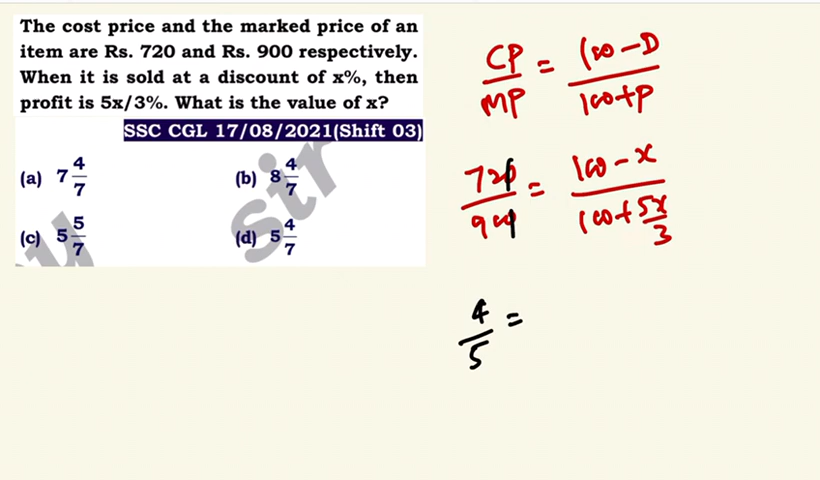 The cost price and the marked price of an
item are Rs. 720 and Rs. 900 respectively.
When it is sold at a discount of x%, then
profit is 5x/3%. What is the value of x?
SSC CGL 17/08/2021(Shift 03)
(a) 7 4/7
(b) 8 4/7
(c) 5 5/7
(d) 5 4/7
sir
CP/MP = 100-D/100+P
720/900 = 100-x/100+5x/3
4/5 =